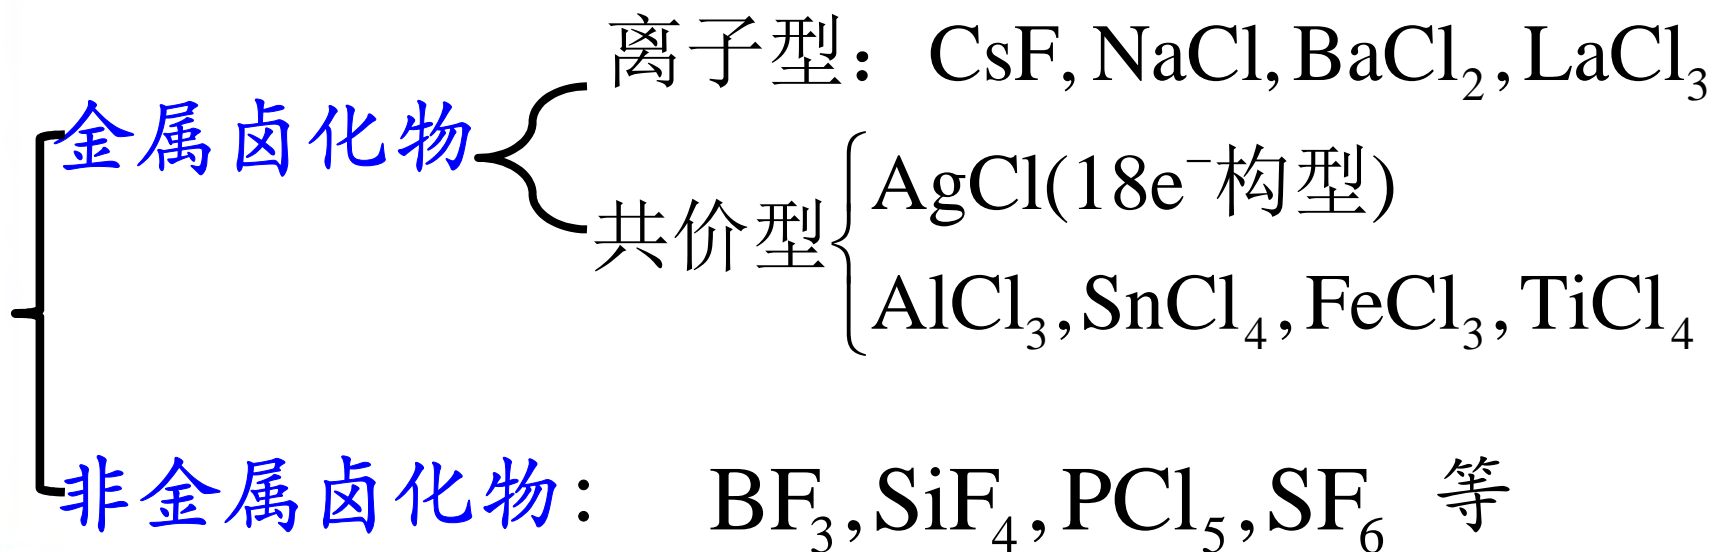 离子型：CsF, NaCl, BaCl₂, LaCl₃
金属卤化物
AgCl(18e⁻构型)
共价型
AlCl₃, SnCl₄, FeCl₃, TiCl₄
非金属卤化物： BF₃, SiF₄, PCl₅, SF₆ 等